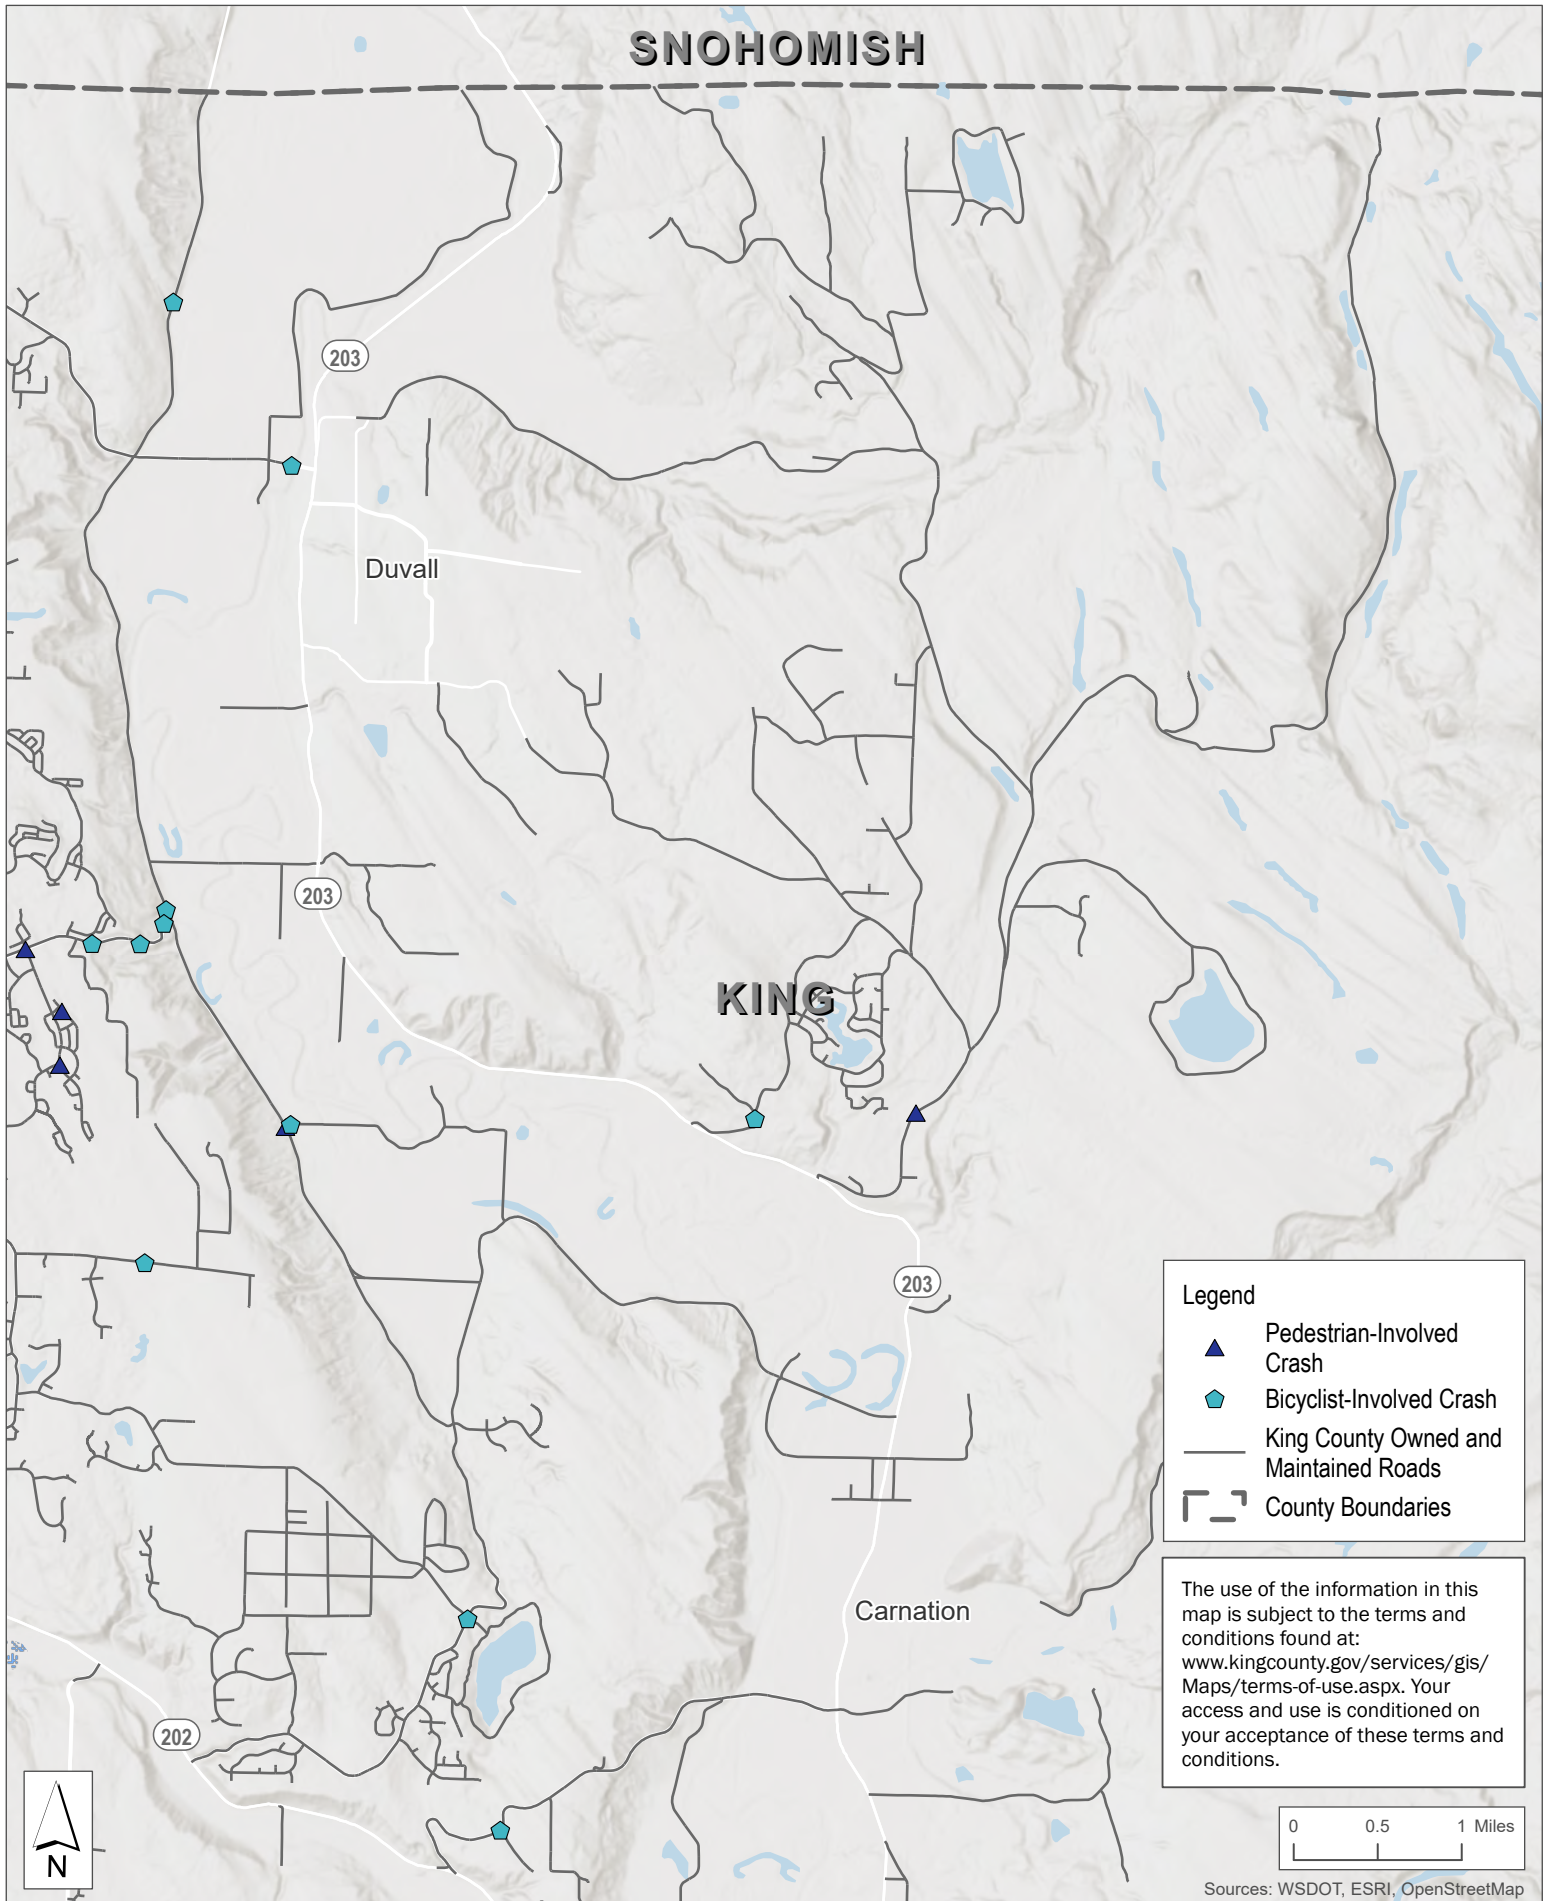 SNOHOMISH
203
Duvall
203
KING
203
Legend
Pedestrian-Involved
Crash
Bicyclist-Involved Crash
King County Owned and
Maintained Roads
County Boundaries
The use of the information in this
map is subject to the terms and
conditions found at:
www.kingcounty.gov/services/gis/
Maps/terms-of-use.aspx. Your
access and use is conditioned on
your acceptance of these terms and
conditions.
Carnation
202
N
0 0.5 1 Miles
203
Sources: WSDOT, ESRI, OpenStreetMap